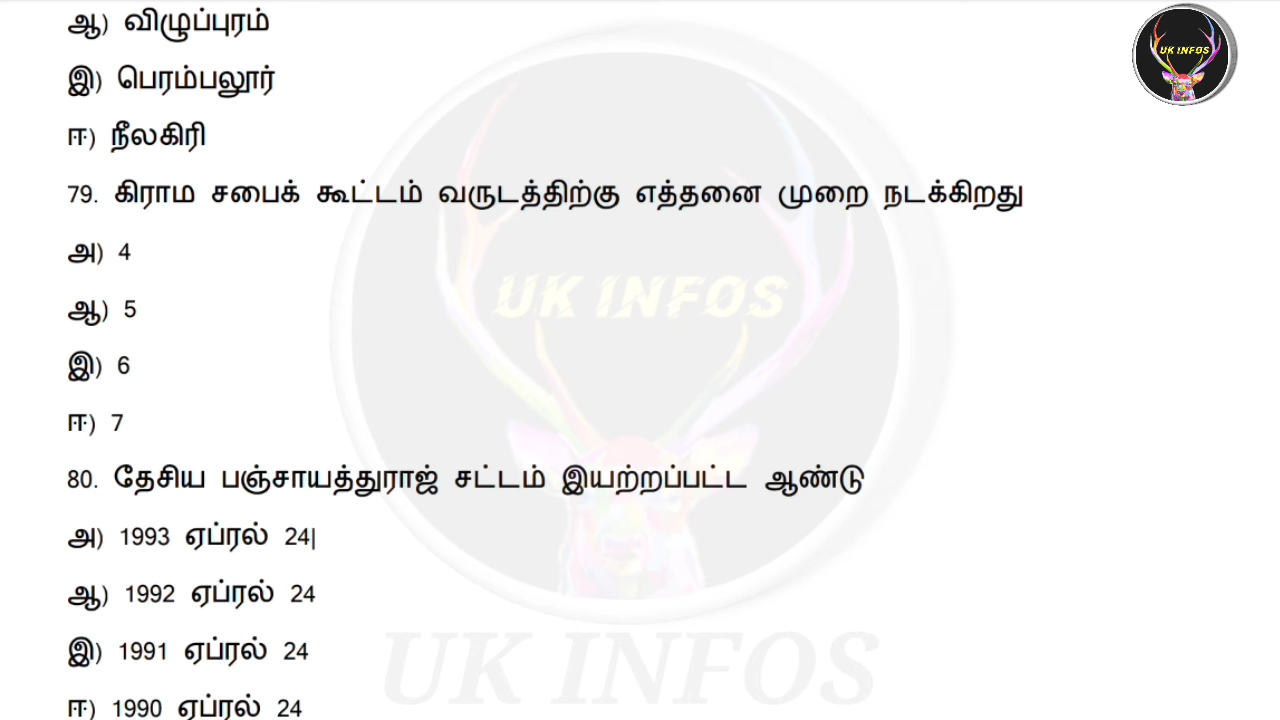 ஆ) விழுப்புரம்
UK INFOS
இ) பெரம்பலூர்
ஈ) நீலகிரி
79. கிராம சபைக் கூட்டம் வருடத்திற்கு எத்தனை முறை நடக்கிறது
அ) 4
ஆ) 5
UK INFOS
இ) 6
ஈ) 7
80. தேசிய பஞ்சாயத்துராஜ் சட்டம் இயற்றப்பட்ட ஆண்டு
அ) 1993 ஏப்ரல் 24|
ஆ) 1992 ஏப்ரல் 24
இ) 1991 ஏப்ரல் 24
UK INFOS
ஈ) 1990 ஏப்ரல் 24